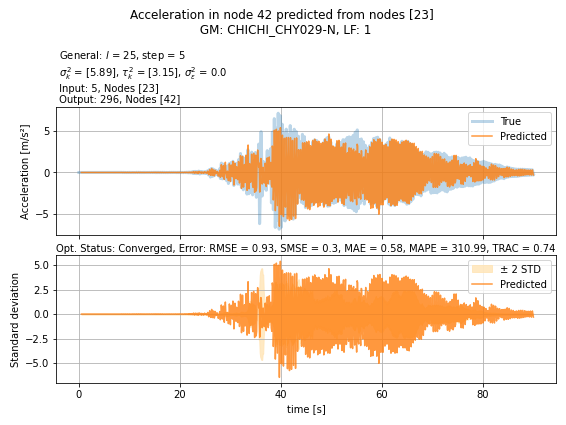 Acceleration in node 42 predicted from nodes [23]
GM: CHICHI_CHY029-N, LF: 1
General: l = 25, step = 5
σ²ₖ = [5.89], τ²ₖ = [3.15], σ²ε = 0.0
Input: 5, Nodes [23]
Output: 296, Nodes [42]
Acceleration [m/s²]
5
0
−5
True
Predicted
Opt. Status: Converged, Error: RMSE = 0.93, SMSE = 0.3, MAE = 0.58, MAPE = 310.99, TRAC = 0.74
Standard deviation
5.0
2.5
0.0
−2.5
−5.0
± 2 STD
Predicted
0 20 40 60 80
time [s]